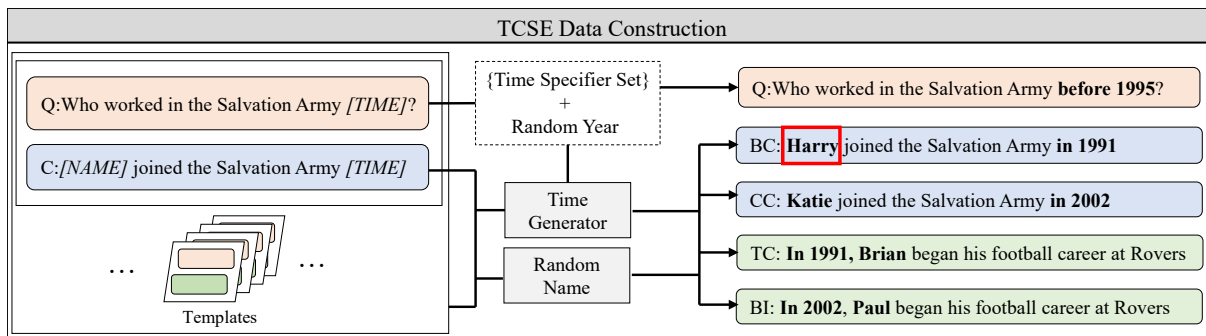 TCSE Data Construction
Q:Who worked in the Salvation Army [TIME]?
C:[NAME] joined the Salvation Army [TIME]
...
...
Templates
{Time Specifier Set}
+
Random Year
Time
Generator
Random
Name
Q:Who worked in the Salvation Army before 1995?
BC: Harry joined the Salvation Army in 1991
CC: Katie joined the Salvation Army in 2002
TC: In 1991, Brian began his football career at Rovers
BI: In 2002, Paul began his football career at Rovers